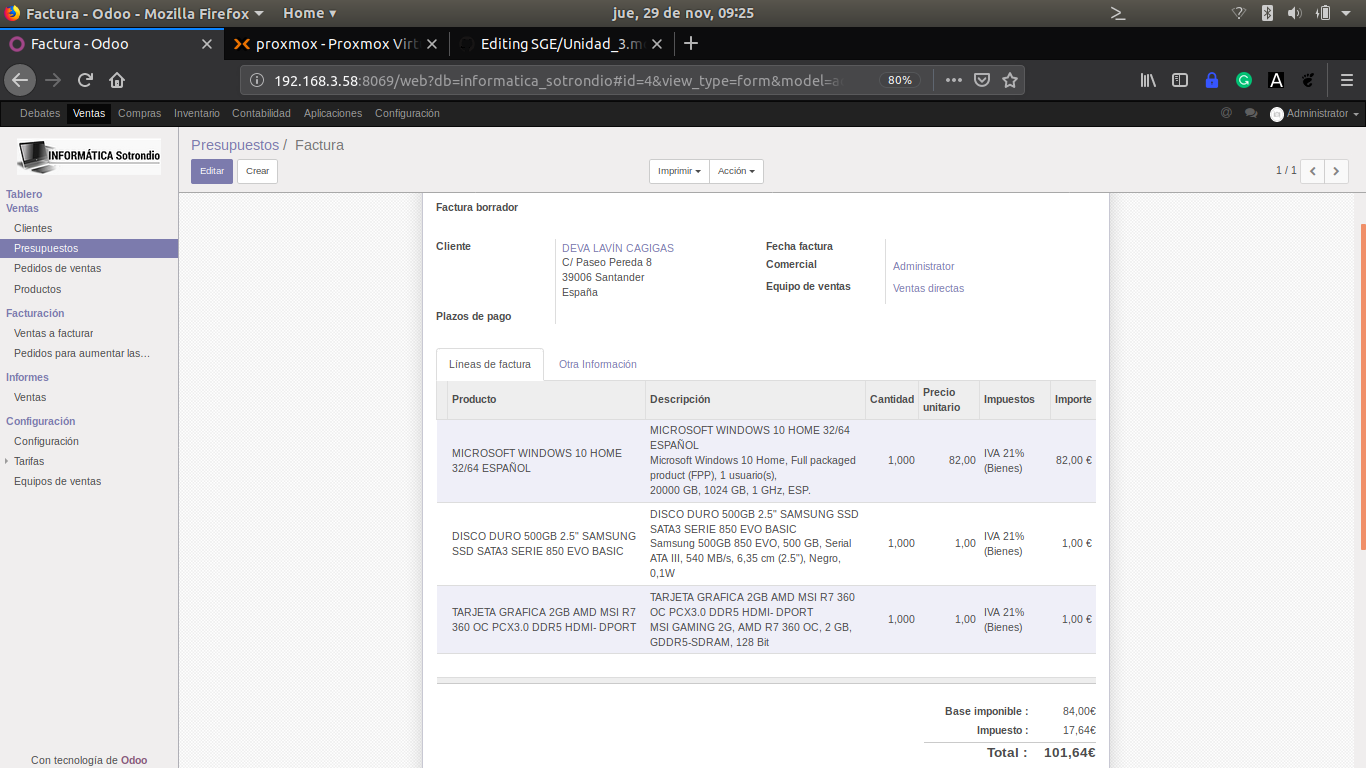 Factura - Odoo - Mozilla Firefox ▾ Home ▾ jue, 29 de nov, 09:25
Factura - Odoo × proxmox - Proxmox Virt × Editing SGE/Unidad_3.m × +
192.168.3.58:8069/web?db=informatica_sotrondio#id=4&view_type=form&model=a 80%
Debates Ventas Compras Inventario Contabilidad Aplicaciones Configuración @ Administrator
INFORMÁTICA Sotrondio
Tablero
Ventas
Clientes
Presupuestos
Pedidos de ventas
Productos
Facturación
Ventas a facturar
Pedidos para aumentar las...
Informes
Ventas
Configuración
Configuración
Tarifas
Equipos de ventas
Con tecnología de Odoo
Presupuestos / Factura
Editar Crear Imprimir Acción 1 / 1
Factura borrador
Cliente
DEVA LAVÍN CAGIGAS
C/ Paseo Pereda 8
39006 Santander
España
Plazos de pago
Fecha factura
Comercial Administrator
Equipo de ventas Ventas directas
Líneas de factura Otra Información
Producto Descripción Cantidad Precio unitario Impuestos Importe
MICROSOFT WINDOWS 10 HOME
32/64 ESPAÑOL
MICROSOFT WINDOWS 10 HOME 32/64
ESPAÑOL
Microsoft Windows 10 Home, Full packaged
product (FPP), 1 usuario(s),
20000 GB, 1024 GB, 1 GHz, ESP.
1,000 82,00 IVA 21% (Bienes) 82,00 €
DISCO DURO 500GB 2.5" SAMSUNG
SSD SATA3 SERIE 850 EVO BASIC
DISCO DURO 500GB 2.5" SAMSUNG SSD
SATA3 SERIE 850 EVO BASIC
Samsung 500GB 850 EVO, 500 GB, Serial
ATA III, 540 MB/s, 6,35 cm (2.5"), Negro,
0,1W
1,000 1,00 IVA 21% (Bienes) 1,00 €
TARJETA GRAFICA 2GB AMD MSI R7
360 OC PCX3.0 DDR5 HDMI- DPORT
TARJETA GRAFICA 2GB AMD MSI R7 360
OC PCX3.0 DDR5 HDMI- DPORT
MSI GAMING 2G, AMD R7 360 OC, 2 GB,
GDDR5-SDRAM, 128 Bit
1,000 1,00 IVA 21% (Bienes) 1,00 €
Base imponible : 84,00€
Impuesto : 17,64€
Total : 101,64€